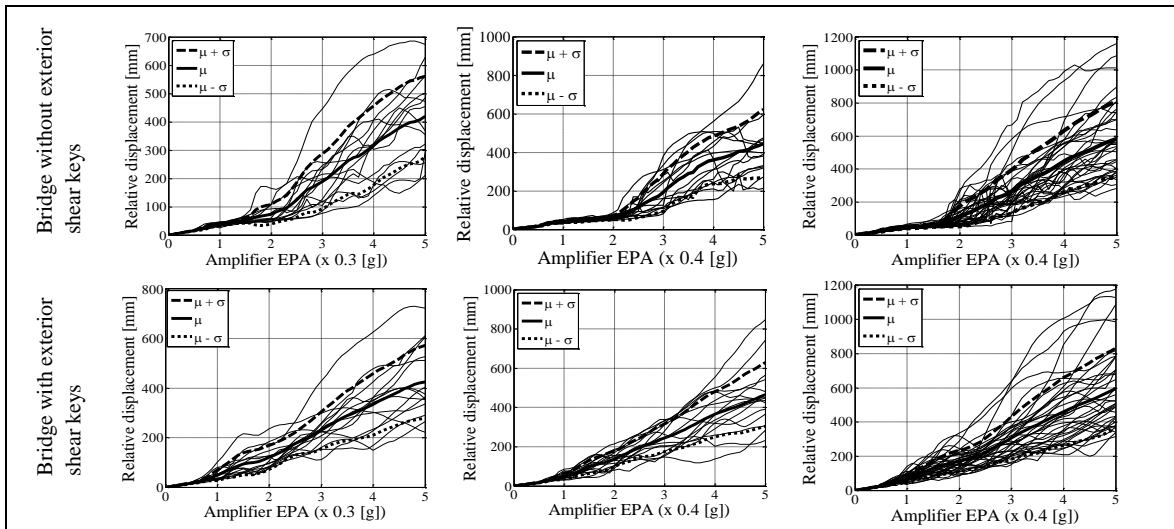 Bridge without exterior
shear keys
Relative displacement [mm]
700
600
500
400
300
200
100
0
μ + σ
μ
μ - σ
0 1 2 3 4 5
Amplifier EPA (x 0.3 [g])
Relative displacement [mm]
1000
800
600
400
200
0
μ + σ
μ
μ - σ
0 1 2 3 4 5
Amplifier EPA (x 0.4 [g])
Relative displacement [mm]
1200
1000
800
600
400
200
0
μ + σ
μ
μ - σ
0 1 2 3 4 5
Amplifier EPA (x 0.4 [g])
Bridge with exterior
shear keys
Relative displacement [mm]
800
600
400
200
0
μ + σ
μ
μ - σ
0 1 2 3 4 5
Amplifier EPA (x 0.3 [g])
Relative displacement [mm]
1000
800
600
400
200
0
μ + σ
μ
μ - σ
0 1 2 3 4 5
Amplifier EPA (x 0.4 [g])
Relative displacement [mm]
1200
1000
800
600
400
200
0
μ + σ
μ
μ - σ
0 1 2 3 4 5
Amplifier EPA (x 0.4 [g])